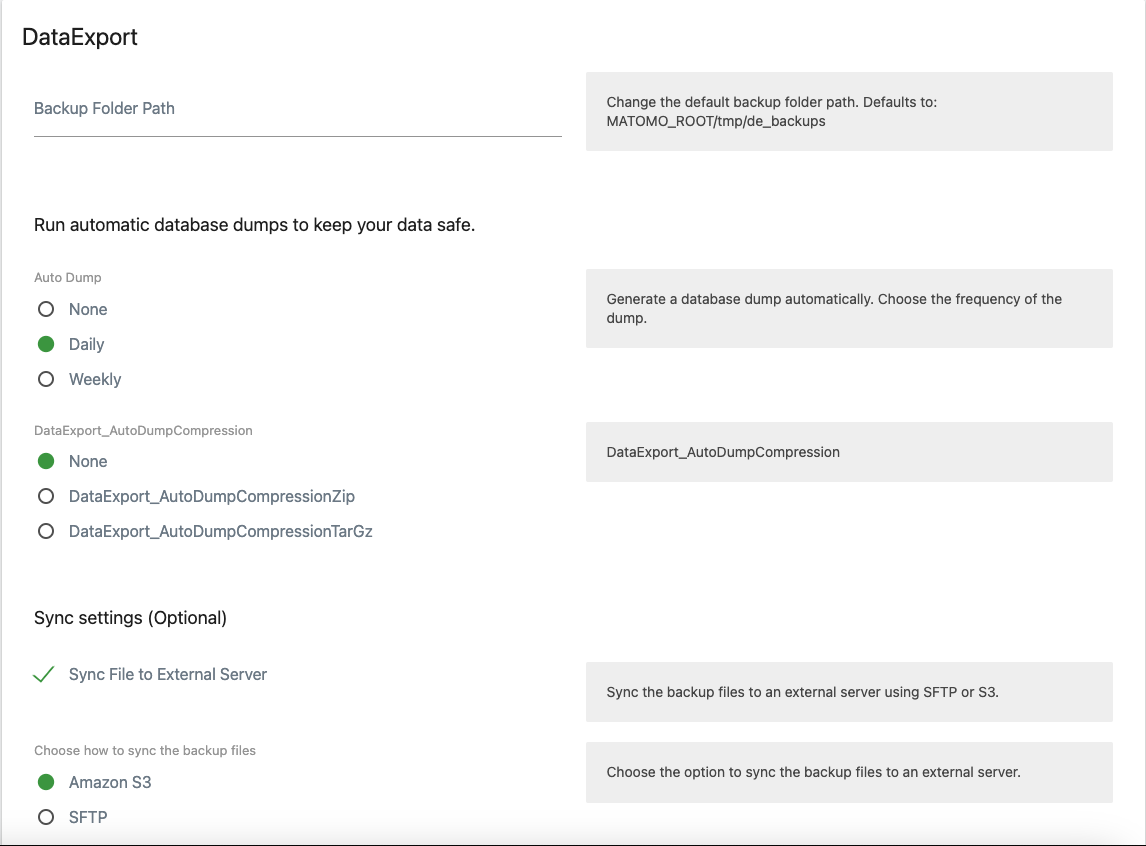 DataExport
Backup Folder Path
Change the default backup folder path. Defaults to:
MATOMO_ROOT/tmp/de_backups
Run automatic database dumps to keep your data safe.
Auto Dump
None
Daily
Weekly
Generate a database dump automatically. Choose the frequency of the
dump.
DataExport_AutoDumpCompression
None
DataExport_AutoDumpCompressionZip
DataExport_AutoDumpCompressionTarGz
DataExport_AutoDumpCompression
Sync settings (Optional)
Sync File to External Server
Sync the backup files to an external server using SFTP or S3.
Choose how to sync the backup files
Amazon S3
SFTP
Choose the option to sync the backup files to an external server.